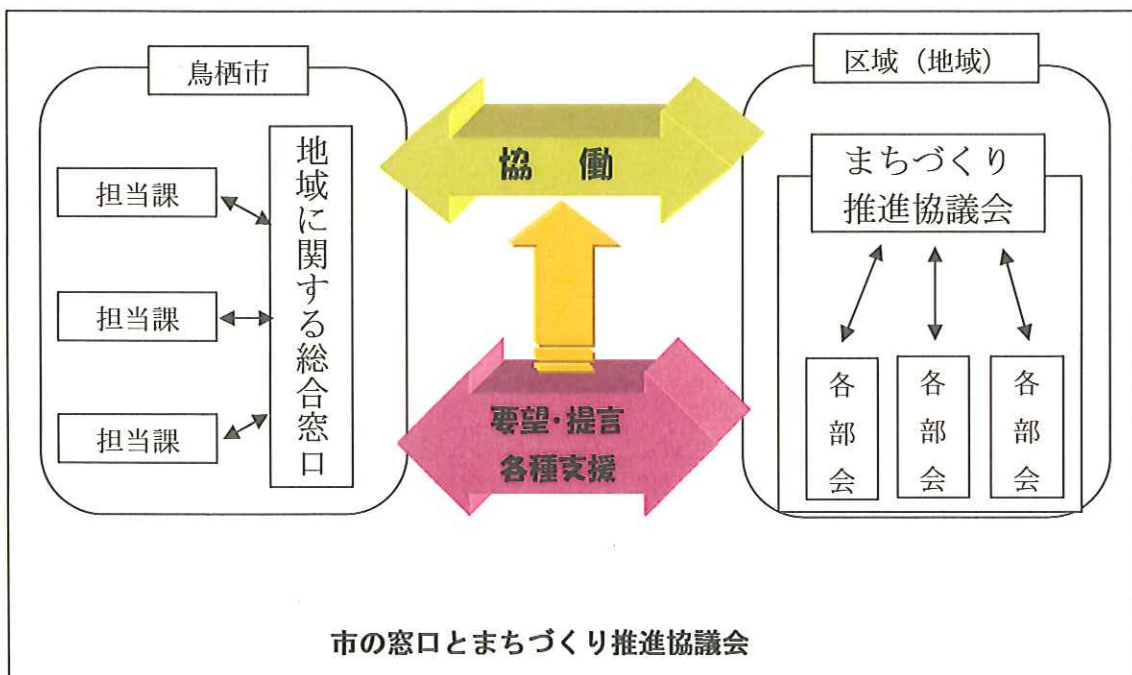 鳥栖市
担当課
担当課
担当課
地域に関する総合窓口
協 働
要望・提言
各種支援
区域（地域）
まちづくり
推進協議会
各部会
各部会
各部会
市の窓口とまちづくり推進協議会